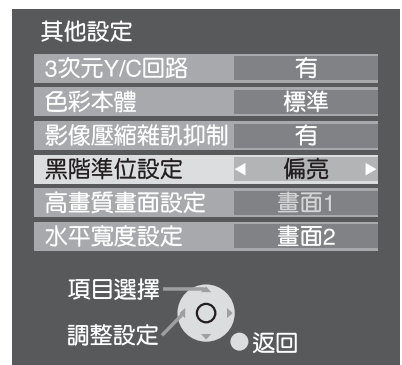 其他設定
3次元Y/C回路 有
色彩本體 標準
影像壓縮雜訊抑制 有
黑階準位設定 偏亮
高畫質畫面設定 畫面1
水平寬度設定 畫面2
項目選擇
調整設定
返回